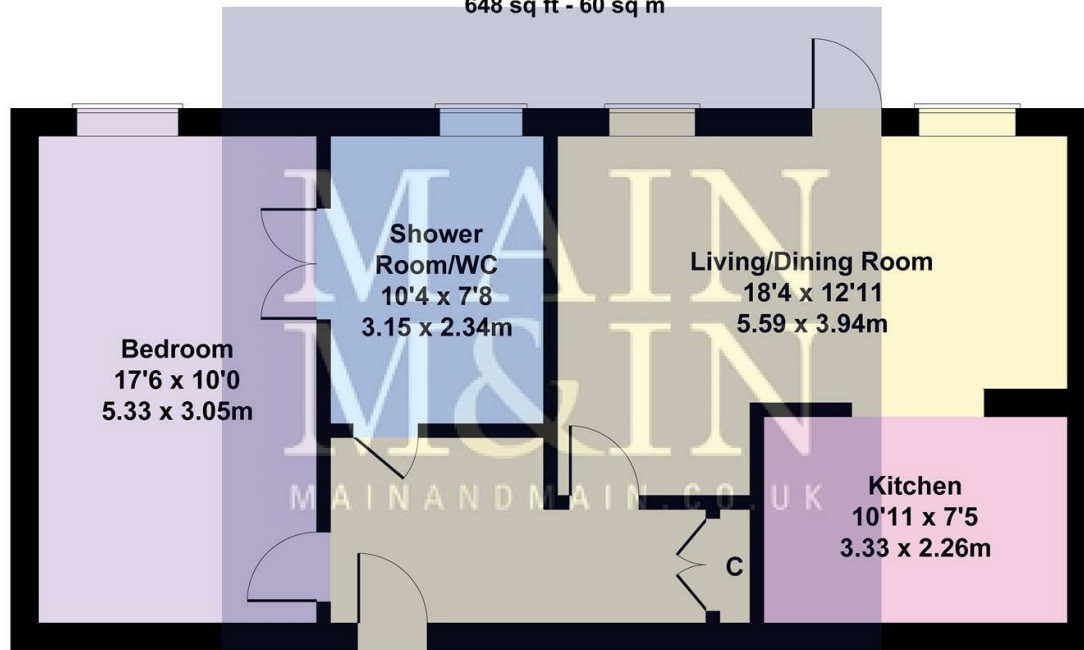 648 sq ft - 60 sq m
MAIN
M&IN
MAINANDMAIN.CO.UK
Bedroom
17'6 x 10'0
5.33 x 3.05m
Shower
Room/WC
10'4 x 7'8
3.15 x 2.34m
Living/Dining Room
18'4 x 12'11
5.59 x 3.94m
Kitchen
10'11 x 7'5
3.33 x 2.26m
C